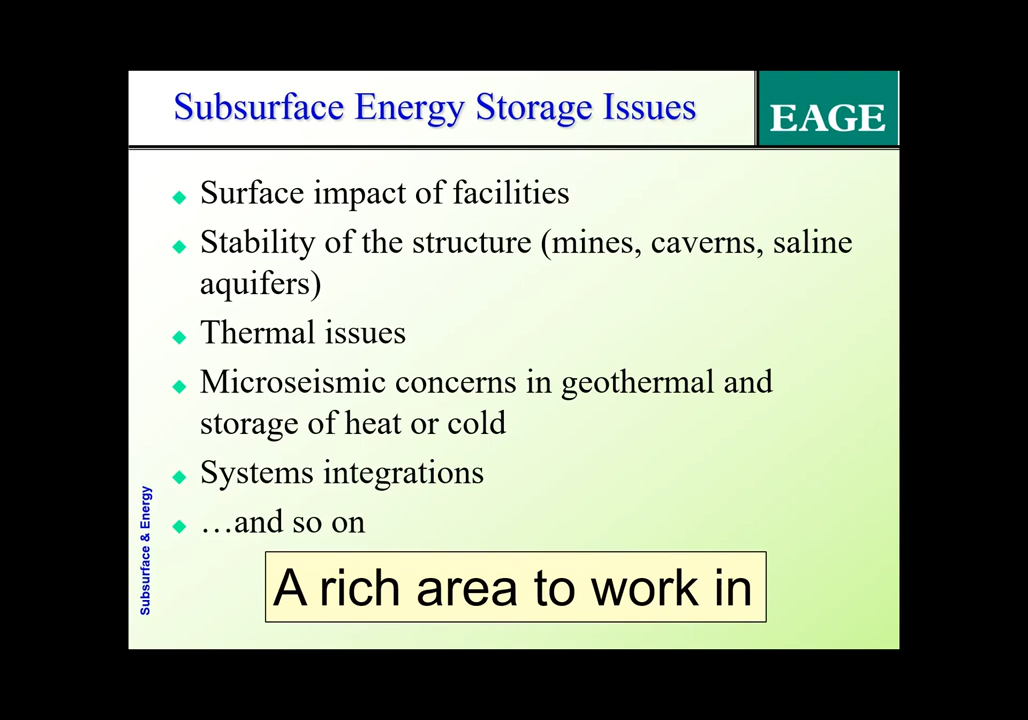 Subsurface Energy Storage Issues
EAGE
Surface impact of facilities
Stability of the structure (mines, caverns, saline
aquifers)
Thermal issues
Microseismic concerns in geothermal and
storage of heat or cold
Systems integrations
…and so on
A rich area to work in
Subsurface & Energy